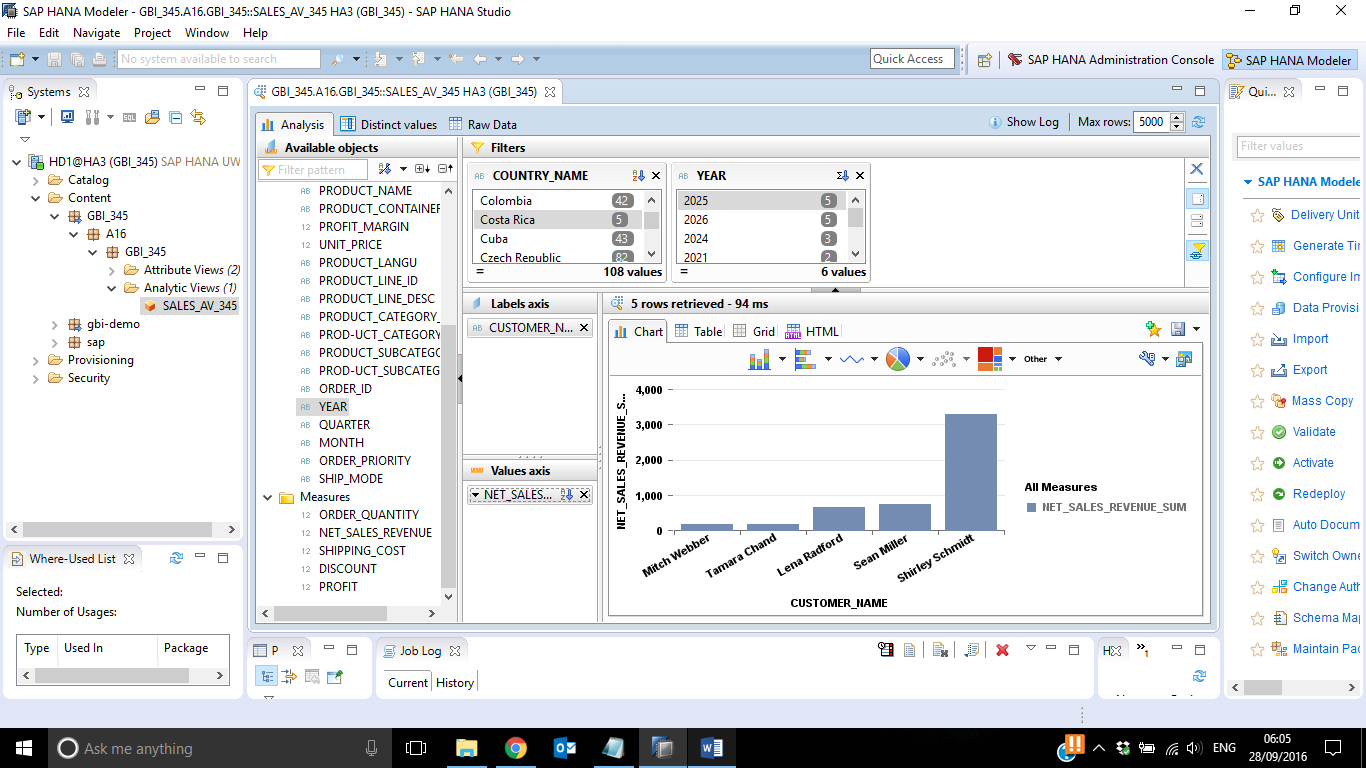 SAP HANA Modeler - GBI_345.A16.GBI_345::SALES_AV_345 HA3 (GBI_345) - SAP HANA Studio
File Edit Navigate Project Window Help
No system available to search
Quick Access
SAP HANA Administration Console
SAP HANA Modeler
Systems
HD1@HA3 (GBI_345) SAP HANA UW
Catalog
Content
GBI_345
A16
GBI_345
Attribute Views (2)
Analytic Views (1)
SALES_AV_345
gbi-demo
sap
Provisioning
Security
Where-Used List
Selected:
Number of Usages:
Type Used In Package
GBI_345.A16.GBI_345::SALES_AV_345 HA3 (GBI_345)
Analysis Distinct values Raw Data
Show Log Max rows: 5000
Available objects
Filter pattern
PRODUCT_NAME
PRODUCT_CONTAINER
PROFIT_MARGIN
UNIT_PRICE
PRODUCT_LANGU
PRODUCT_LINE_ID
PRODUCT_LINE_DESC
PRODUCT_CATEGORY_
PROD-UCT_CATEGORY
PRODUCT_SUBCATEGO
PROD-UCT_SUBCATEG
ORDER_ID
YEAR
QUARTER
MONTH
ORDER_PRIORITY
SHIP_MODE
Measures
ORDER_QUANTITY
NET_SALES_REVENUE
SHIPPING_COST
DISCOUNT
PROFIT
Filters
COUNTRY_NAME
Colombia 42
Costa Rica 5
Cuba 43
Czech Republic 82
= 108 values
YEAR
2025 5
2026 5
2024 3
2021 2
= 6 values
Labels axis
CUSTOMER_N...
Values axis
NET_SALES...
5 rows retrieved - 94 ms
Chart Table Grid HTML
Other
4,000
3,000
2,000
1,000
0
NET_SALES_REVENUE_S...
Mitch Webber
Tamara Chand
Lena Radford
Sean Miller
Shirley Schmidt
CUSTOMER_NAME
All Measures
NET_SALES_REVENUE_SUM
P
Job Log
Current History
H
Qui...
Filter values
SAP HANA Modele
Delivery Unit
Generate Ti
Configure Im
Data Provisi
Import
Export
Mass Copy
Validate
Activate
Redeploy
Auto Docum
Switch Owne
Change Auth
Schema Map
Maintain Pac
Ask me anything
ENG
06:05
28/09/2016